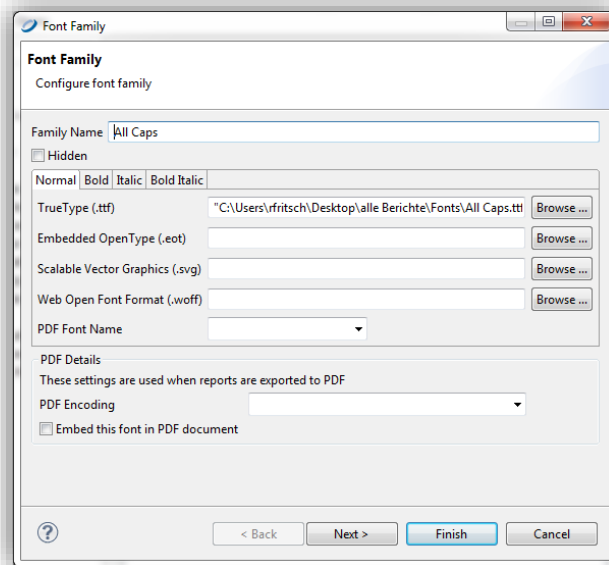 Font Family
Font Family
Configure font family
Family Name All Caps
Hidden
Normal Bold Italic Bold Italic
TrueType (.ttf) "C:\Users\rfritsch\Desktop\alle Berichte\Fonts\All Caps.ttf Browse ...
Embedded OpenType (.eot) Browse ...
Scalable Vector Graphics (.svg) Browse ...
Web Open Font Format (.woff) Browse ...
PDF Font Name
PDF Details
These settings are used when reports are exported to PDF
PDF Encoding
Embed this font in PDF document
? < Back Next > Finish Cancel